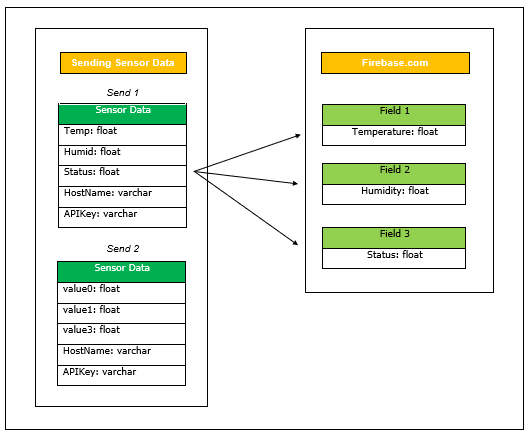 Sending Sensor Data
Send 1
Sensor Data
Temp: float
Humid: float
Status: float
HostName: varchar
APIKey: varchar
Send 2
Sensor Data
value0: float
value1: float
value3: float
HostName: varchar
APIKey: varchar
Firebase.com
Field 1
Temperature: float
Field 2
Humidity: float
Field 3
Status: float